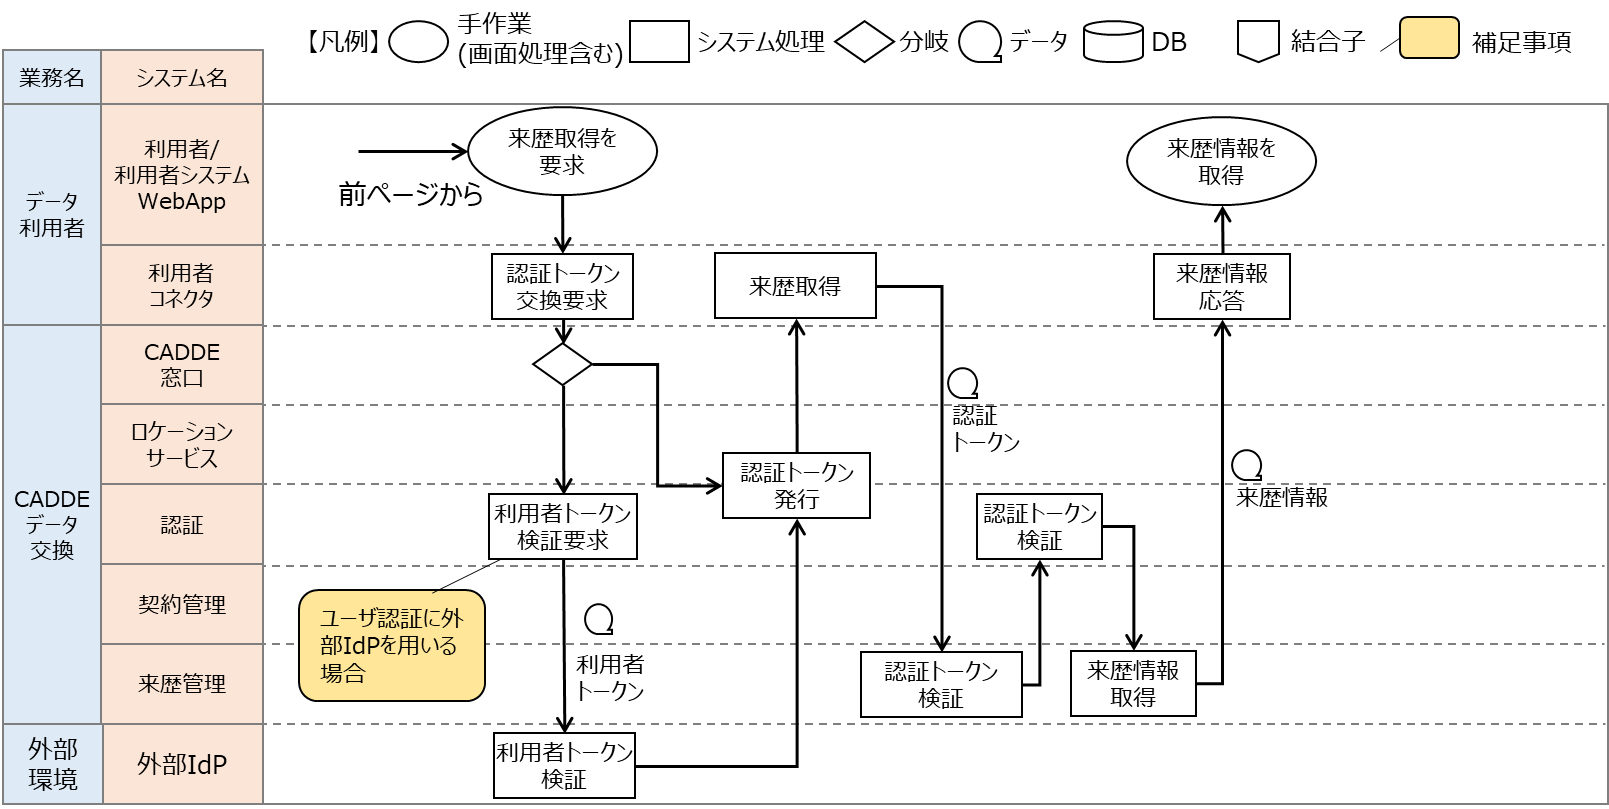 【凡例】
手作業
(画面処理含む)
システム処理
分岐
データ
DB
結合子
補足事項
業務名
システム名
データ
利用者
利用者/
利用者システム
WebApp
来歴取得を
要求
前ページから
来歴情報を
取得
利用者
コネクタ
認証トークン
交換要求
来歴取得
来歴情報
応答
CADDE
データ
交換
CADDE
窓口
認証
トークン
ロケーション
サービス
認証トークン
発行
来歴情報
認証
利用者トークン
検証要求
認証トークン
検証
契約管理
ユーザ認証に外
部IdPを用いる
場合
利用者
トークン
来歴管理
認証トークン
検証
来歴情報
取得
外部
環境
外部IdP
利用者トークン
検証